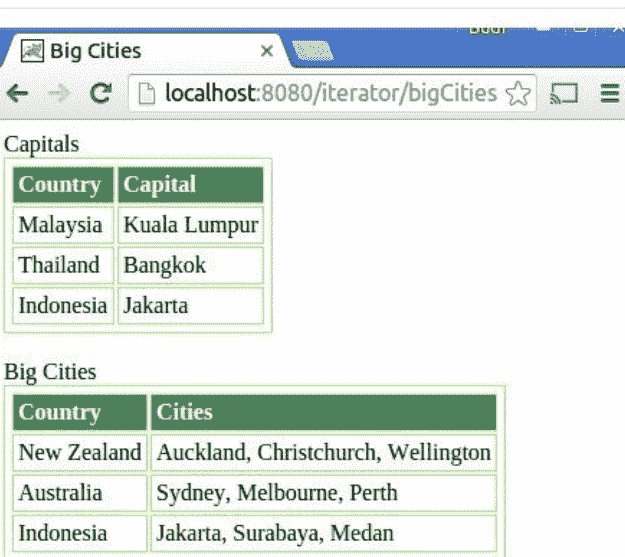 Big Cities
localhost:8080/iterator/bigCities
Capitals
Country Capital
Malaysia Kuala Lumpur
Thailand Bangkok
Indonesia Jakarta
Big Cities
Country Cities
New Zealand Auckland, Christchurch, Wellington
Australia Sydney, Melbourne, Perth
Indonesia Jakarta, Surabaya, Medan